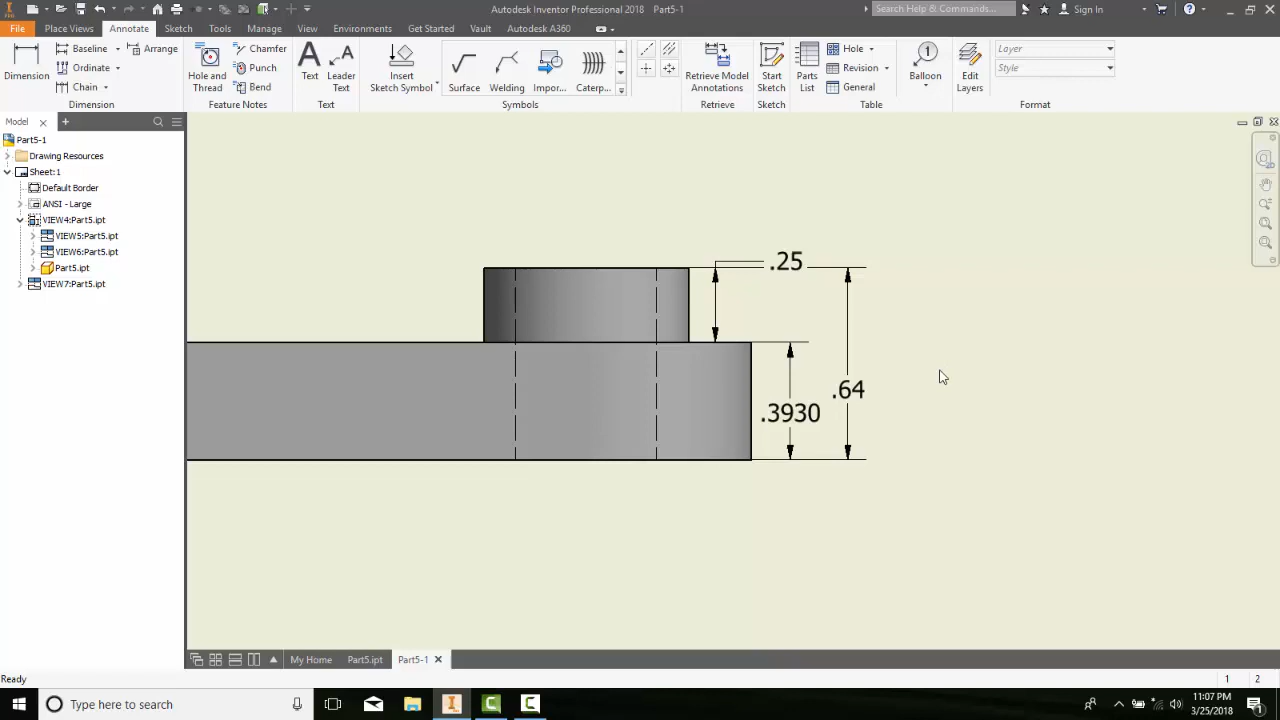 Autodesk Inventor Professional 2018 Part5-1
Search Help & Commands...
Sign In
File Place Views Annotate Sketch Tools Manage View Environments Get Started Vault Autodesk A360
Dimension
Baseline
Ordinate
Chain
Arrange
Dimension
Hole and Thread
Chamfer
Punch
Bend
Feature Notes
Text
Leader Text
Text
Insert Sketch Symbol
Surface
Welding
Impor...
Caterp...
Symbols
Retrieve Model Annotations
Retrieve
Start Sketch
Sketch
Parts List
Hole
Revision
General
Table
Balloon
Edit Layers
Layer
Style
Format
Model
Part5-1
Drawing Resources
Sheet:1
Default Border
ANSI - Large
VIEW4:Part5.ipt
VIEW5:Part5.ipt
VIEW6:Part5.ipt
Part5.ipt
VIEW7:Part5.ipt
.25
.64
.3930
My Home Part5.ipt Part5-1
Ready
1 2
Type here to search
11:07 PM
3/25/2018